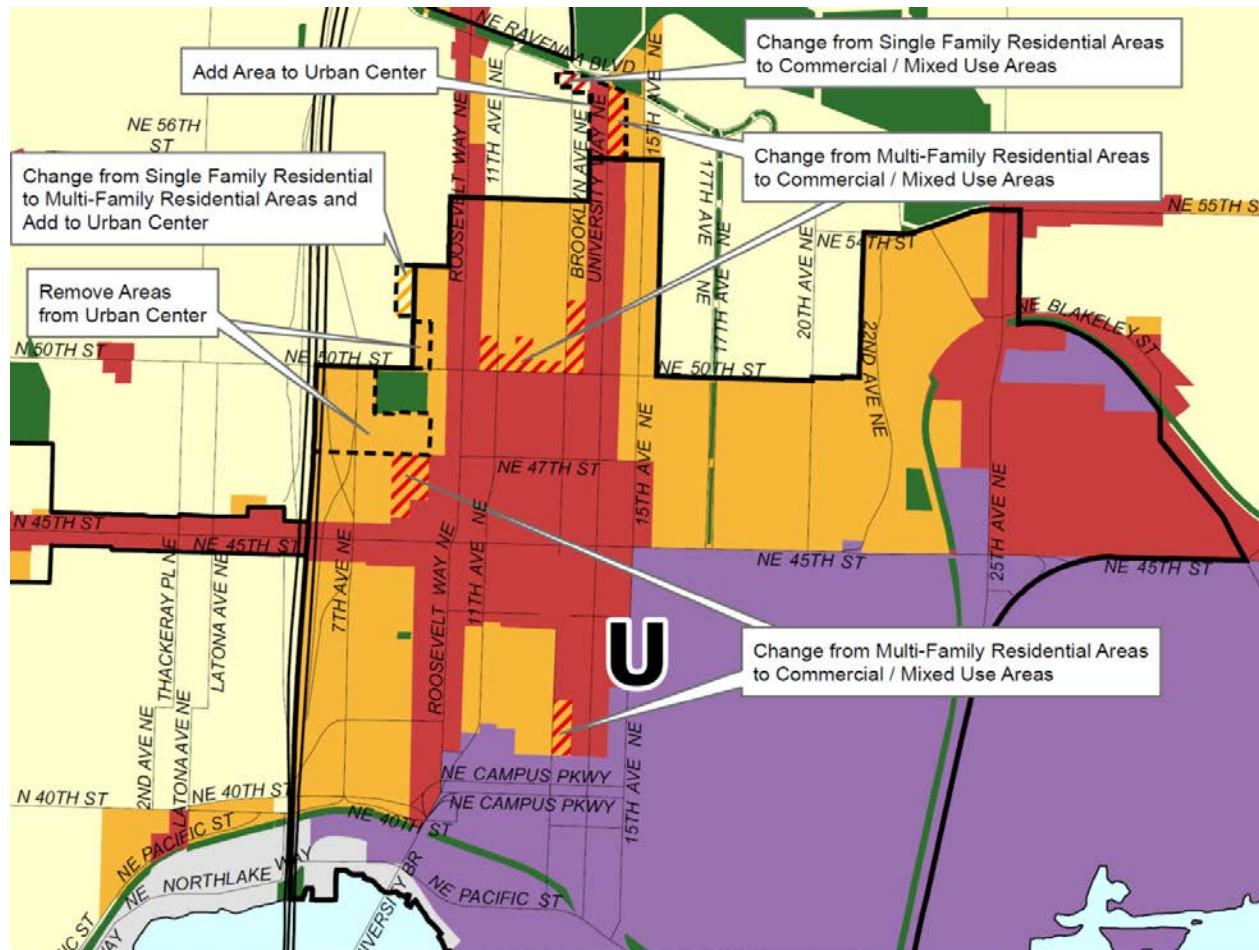 NE RAVENNA BLVD
Change from Single Family Residential Areas
to Commercial / Mixed Use Areas
Add Area to Urban Center
15TH AVE NE
NE 56TH
ST
ROOSEVELT WAY NE
11TH AVE NE
BROOKLYN AVE NE
UNIVERSITY WAY NE
Change from Multi-Family Residential Areas
to Commercial / Mixed Use Areas
Change from Single Family Residential
to Multi-Family Residential Areas and
Add to Urban Center
17TH AVE NE
17TH AVE NE
20TH AVE NE
NE 54TH ST
NE 55TH S
Remove Areas
from Urban Center
NE BLAKELEY ST
22ND AVE NE
N 50TH ST
NE 50TH ST
NE 50TH ST
NE 47TH ST
15TH AVE NE
N 45TH ST
NE 45TH ST
NE 45TH ST
NE 45TH ST
25TH AVE NE
THACKERAY PL NE
LATONA AVE NE
7TH AVE NE
ROOSEVELT WAY NE
11TH AVE NE
U
Change from Multi-Family Residential Areas
to Commercial / Mixed Use Areas
2ND AVE NE
LATONA AVE NE
15TH AVE NE
NE CAMPUS PKWY
NE CAMPUS PKWY
N 40TH ST
NE 40TH ST
NE 40TH ST
NE PACIFIC ST
NE NORTHLAKE WAY
NE PACIFIC ST
IVERSITY BR
IFIC ST
WAY